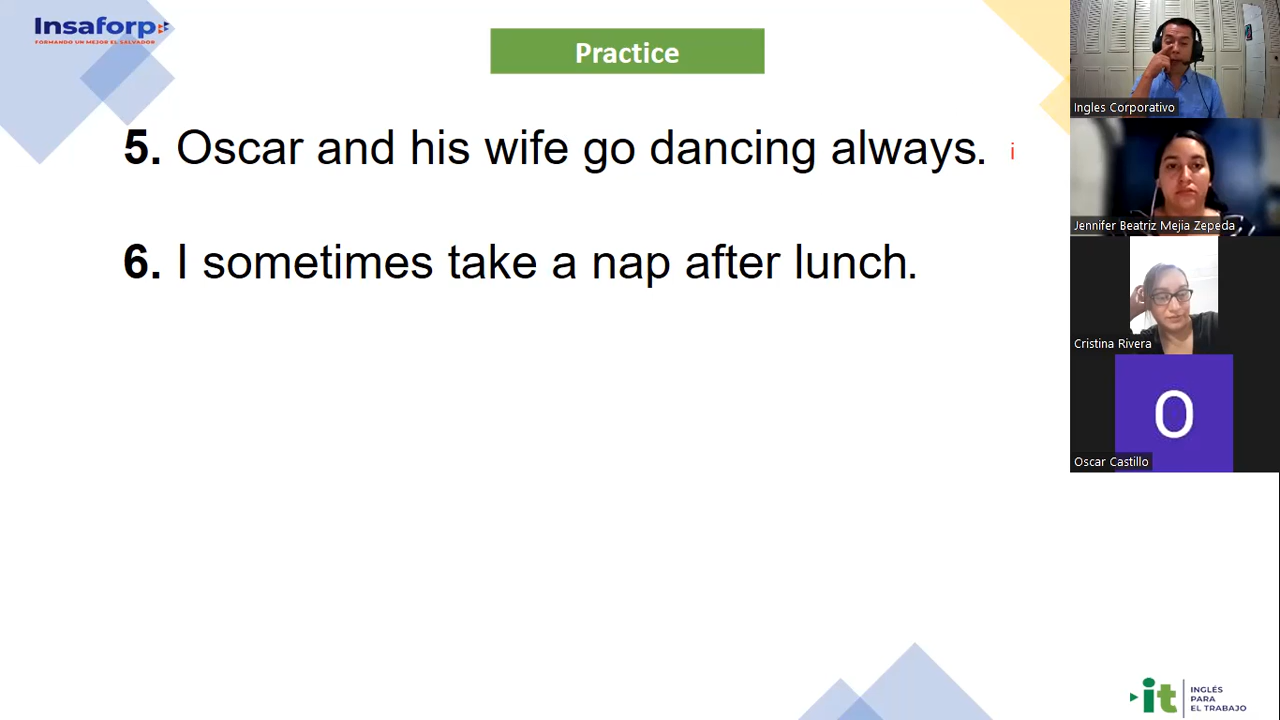 Insaforp
FORMANDO UN MEJOR EL SALVADOR
Practice
5. Oscar and his wife go dancing always. i
6. I sometimes take a nap after lunch.
Ingles Corporativo
Jennifer Beatriz Mejia Zepeda
Cristina Rivera
O
Oscar Castillo
it
INGLÉS
PARA
EL TRABAJO